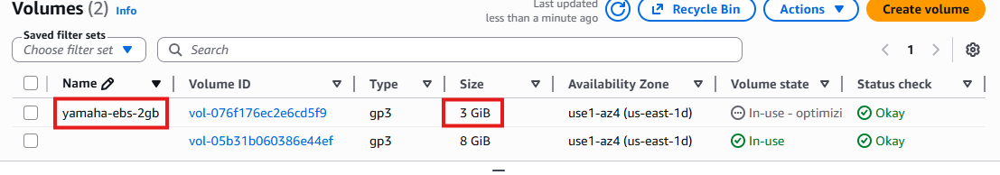 Volumes (2) Info
Last updated
less than a minute ago
Recycle Bin
Actions
Create volume
Saved filter sets
Choose filter set
Search
1
Name Volume ID Type Size Availability Zone Volume state Status check
yamaha-ebs-2gb vol-076f176ec2e6cd5f9 gp3 3 GiB use1-az4 (us-east-1d) In-use - optimizi Okay
vol-05b31b060386e44ef gp3 8 GiB use1-az4 (us-east-1d) In-use Okay